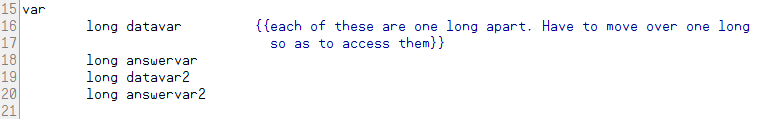 15 var
16 long datavar {{each of these are one long apart. Have to move over one long
17 so as to access them}}
18 long answervar
19 long datavar2
20 long answervar2
21